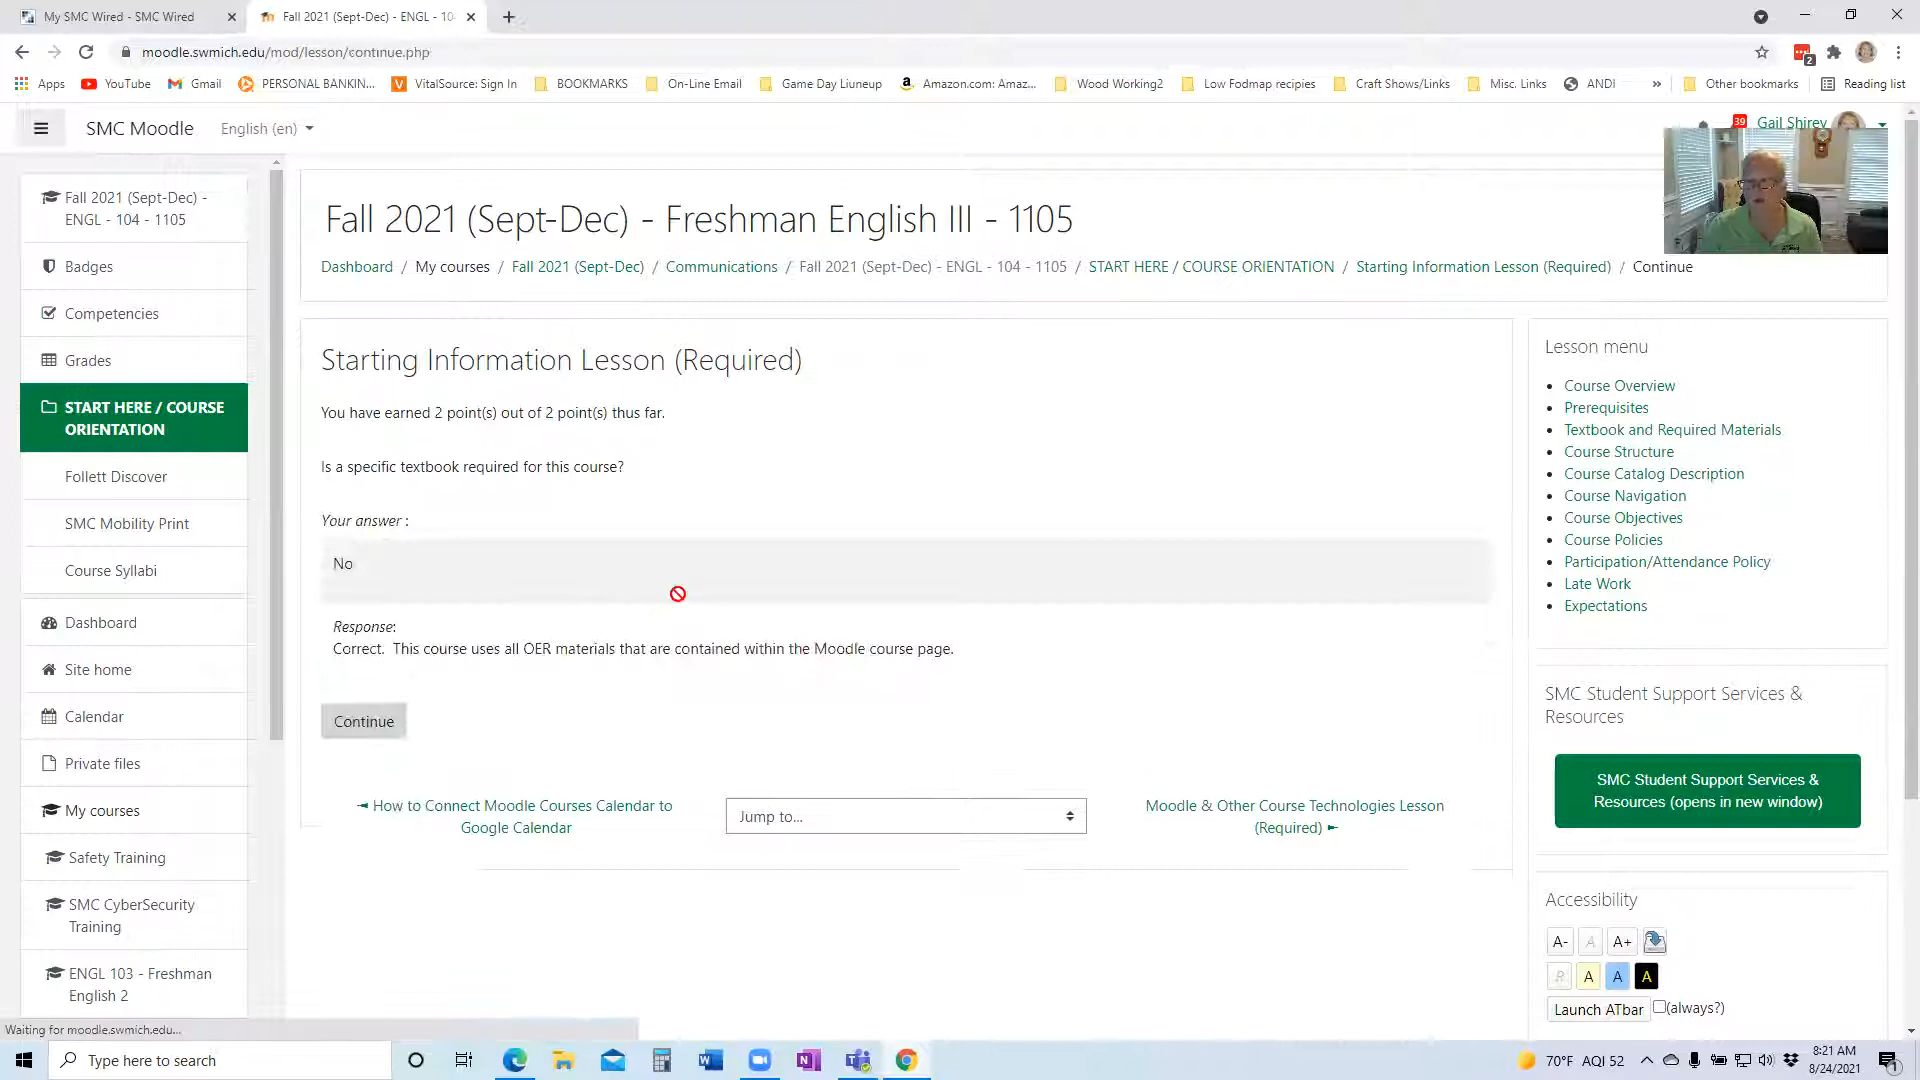 My SMC Wired - SMC Wired
Fall 2021 (Sept-Dec) - ENGL - 10
moodle.swmich.edu/mod/lesson/continue.php
2
Apps
YouTube
Gmail
PERSONAL BANKIN...
VitalSource: Sign In
BOOKMARKS
On-Line Email
Game Day Liuneup
Amazon.com: Amaz...
Wood Working2
Low Fodmap recipies
Craft Shows/Links
Misc. Links
ANDI
»
Other bookmarks
Reading list
SMC Moodle
English (en)
39
Gail Shirey
Fall 2021 (Sept-Dec) -
ENGL - 104 - 1105
Badges
Competencies
Grades
START HERE / COURSE
ORIENTATION
Follett Discover
SMC Mobility Print
Course Syllabi
Dashboard
Site home
Calendar
Private files
My courses
Safety Training
SMC CyberSecurity
Training
ENGL 103 - Freshman
English 2
Waiting for moodle.swmich.edu...
Fall 2021 (Sept-Dec) - Freshman English III - 1105
Dashboard / My courses / Fall 2021 (Sept-Dec) / Communications / Fall 2021 (Sept-Dec) - ENGL - 104 - 1105 / START HERE / COURSE ORIENTATION / Starting Information Lesson (Required) / Continue
Starting Information Lesson (Required)
You have earned 2 point(s) out of 2 point(s) thus far.
Is a specific textbook required for this course?
Your answer :
No
Response:
Correct. This course uses all OER materials that are contained within the Moodle course page.
Continue
◄ How to Connect Moodle Courses Calendar to
Google Calendar
Jump to...
Moodle & Other Course Technologies Lesson
(Required) ►
Lesson menu
Course Overview
Prerequisites
Textbook and Required Materials
Course Structure
Course Catalog Description
Course Navigation
Course Objectives
Course Policies
Participation/Attendance Policy
Late Work
Expectations
SMC Student Support Services &
Resources
SMC Student Support Services &
Resources (opens in new window)
Accessibility
A- A A+
R A A A
Launch ATbar (always?)
Type here to search
70°F AQI 52
8:21 AM
8/24/2021
1